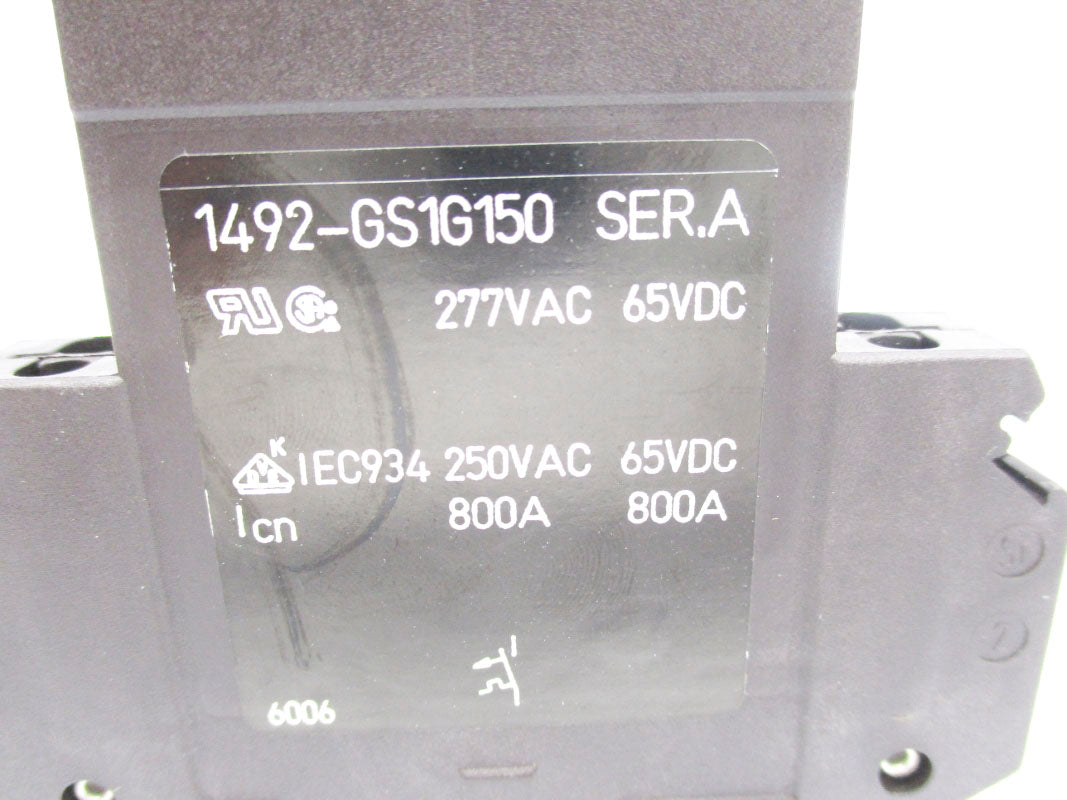 1492-GS1G150 SER.A
277VAC 65VDC
IEC934 250VAC 65VDC
Icn 800A 800A
6006